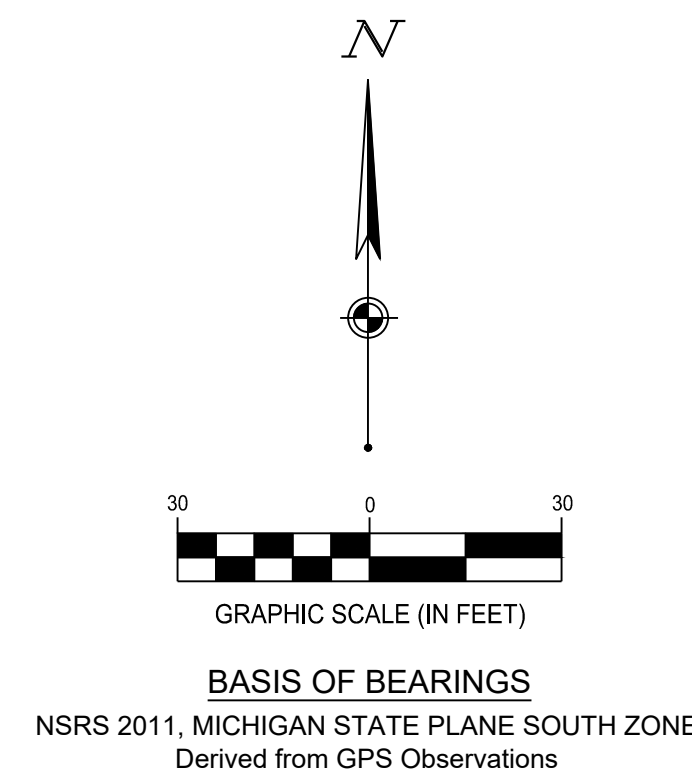 N
30 0 30
GRAPHIC SCALE (IN FEET)
BASIS OF BEARINGS
NSRS 2011, MICHIGAN STATE PLANE SOUTH ZONE
Derived from GPS Observations